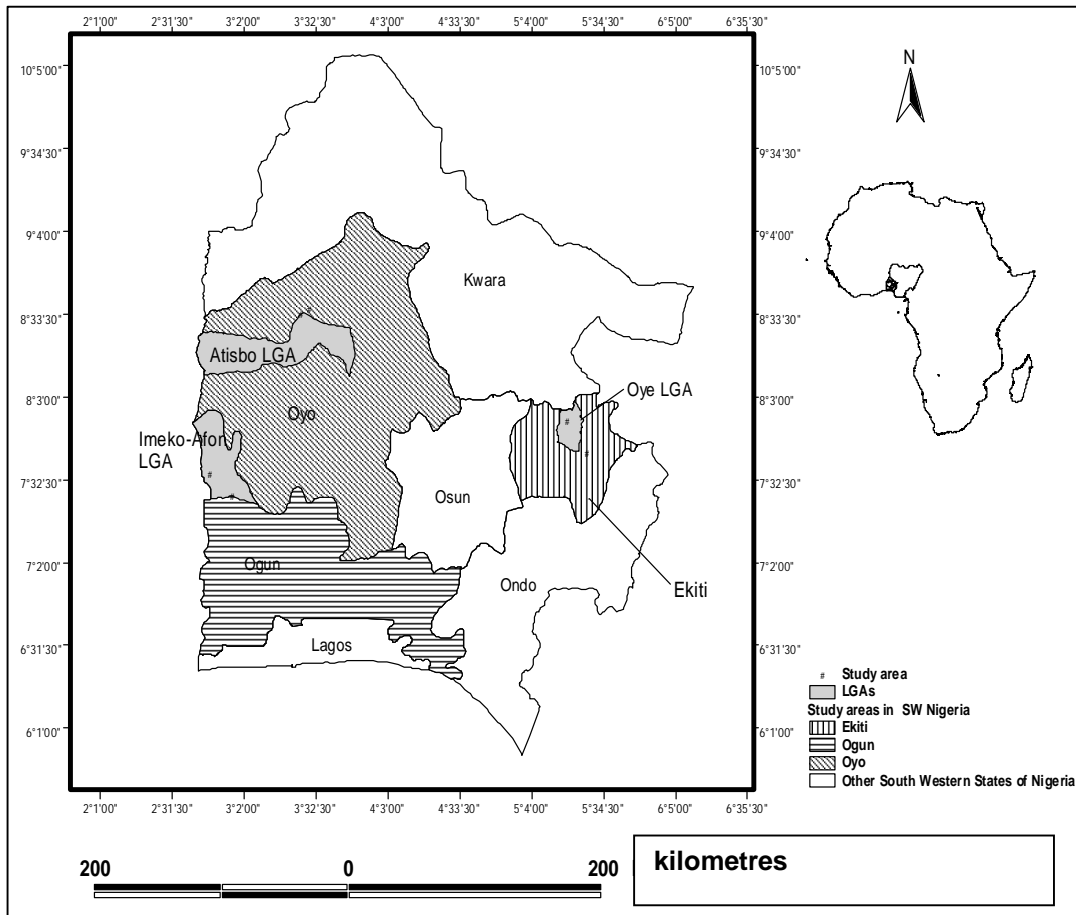 2°1'00" 2°31'30" 3°2'00" 3°32'30" 4°3'00" 4°33'30" 5°4'00" 5°34'30" 6°5'00" 6°35'30"
10°5'00" 10°5'00"
N
9°34'30" 9°34'30"
9°4'00" 9°4'00"
Kwara
8°33'30" 8°33'30"
#
Atisbo LGA
Oye LGA
8°3'00" 8°3'00"
Oyo
#
Imeko-Afon
LGA
#
#
7°32'30" 7°32'30"
#
Osun
7°2'00" 7°2'00"
Ogun
Ondo
Ekiti
6°31'30" 6°31'30"
Lagos
# Study area
LGAs
Study areas in SW Nigeria
6°1'00" 6°1'00"
Ekiti
Ogun
Oyo
Other South Western States of Nigeria
2°1'00" 2°31'30" 3°2'00" 3°32'30" 4°3'00" 4°33'30" 5°4'00" 5°34'30" 6°5'00" 6°35'30"
200 0 200
kilometres